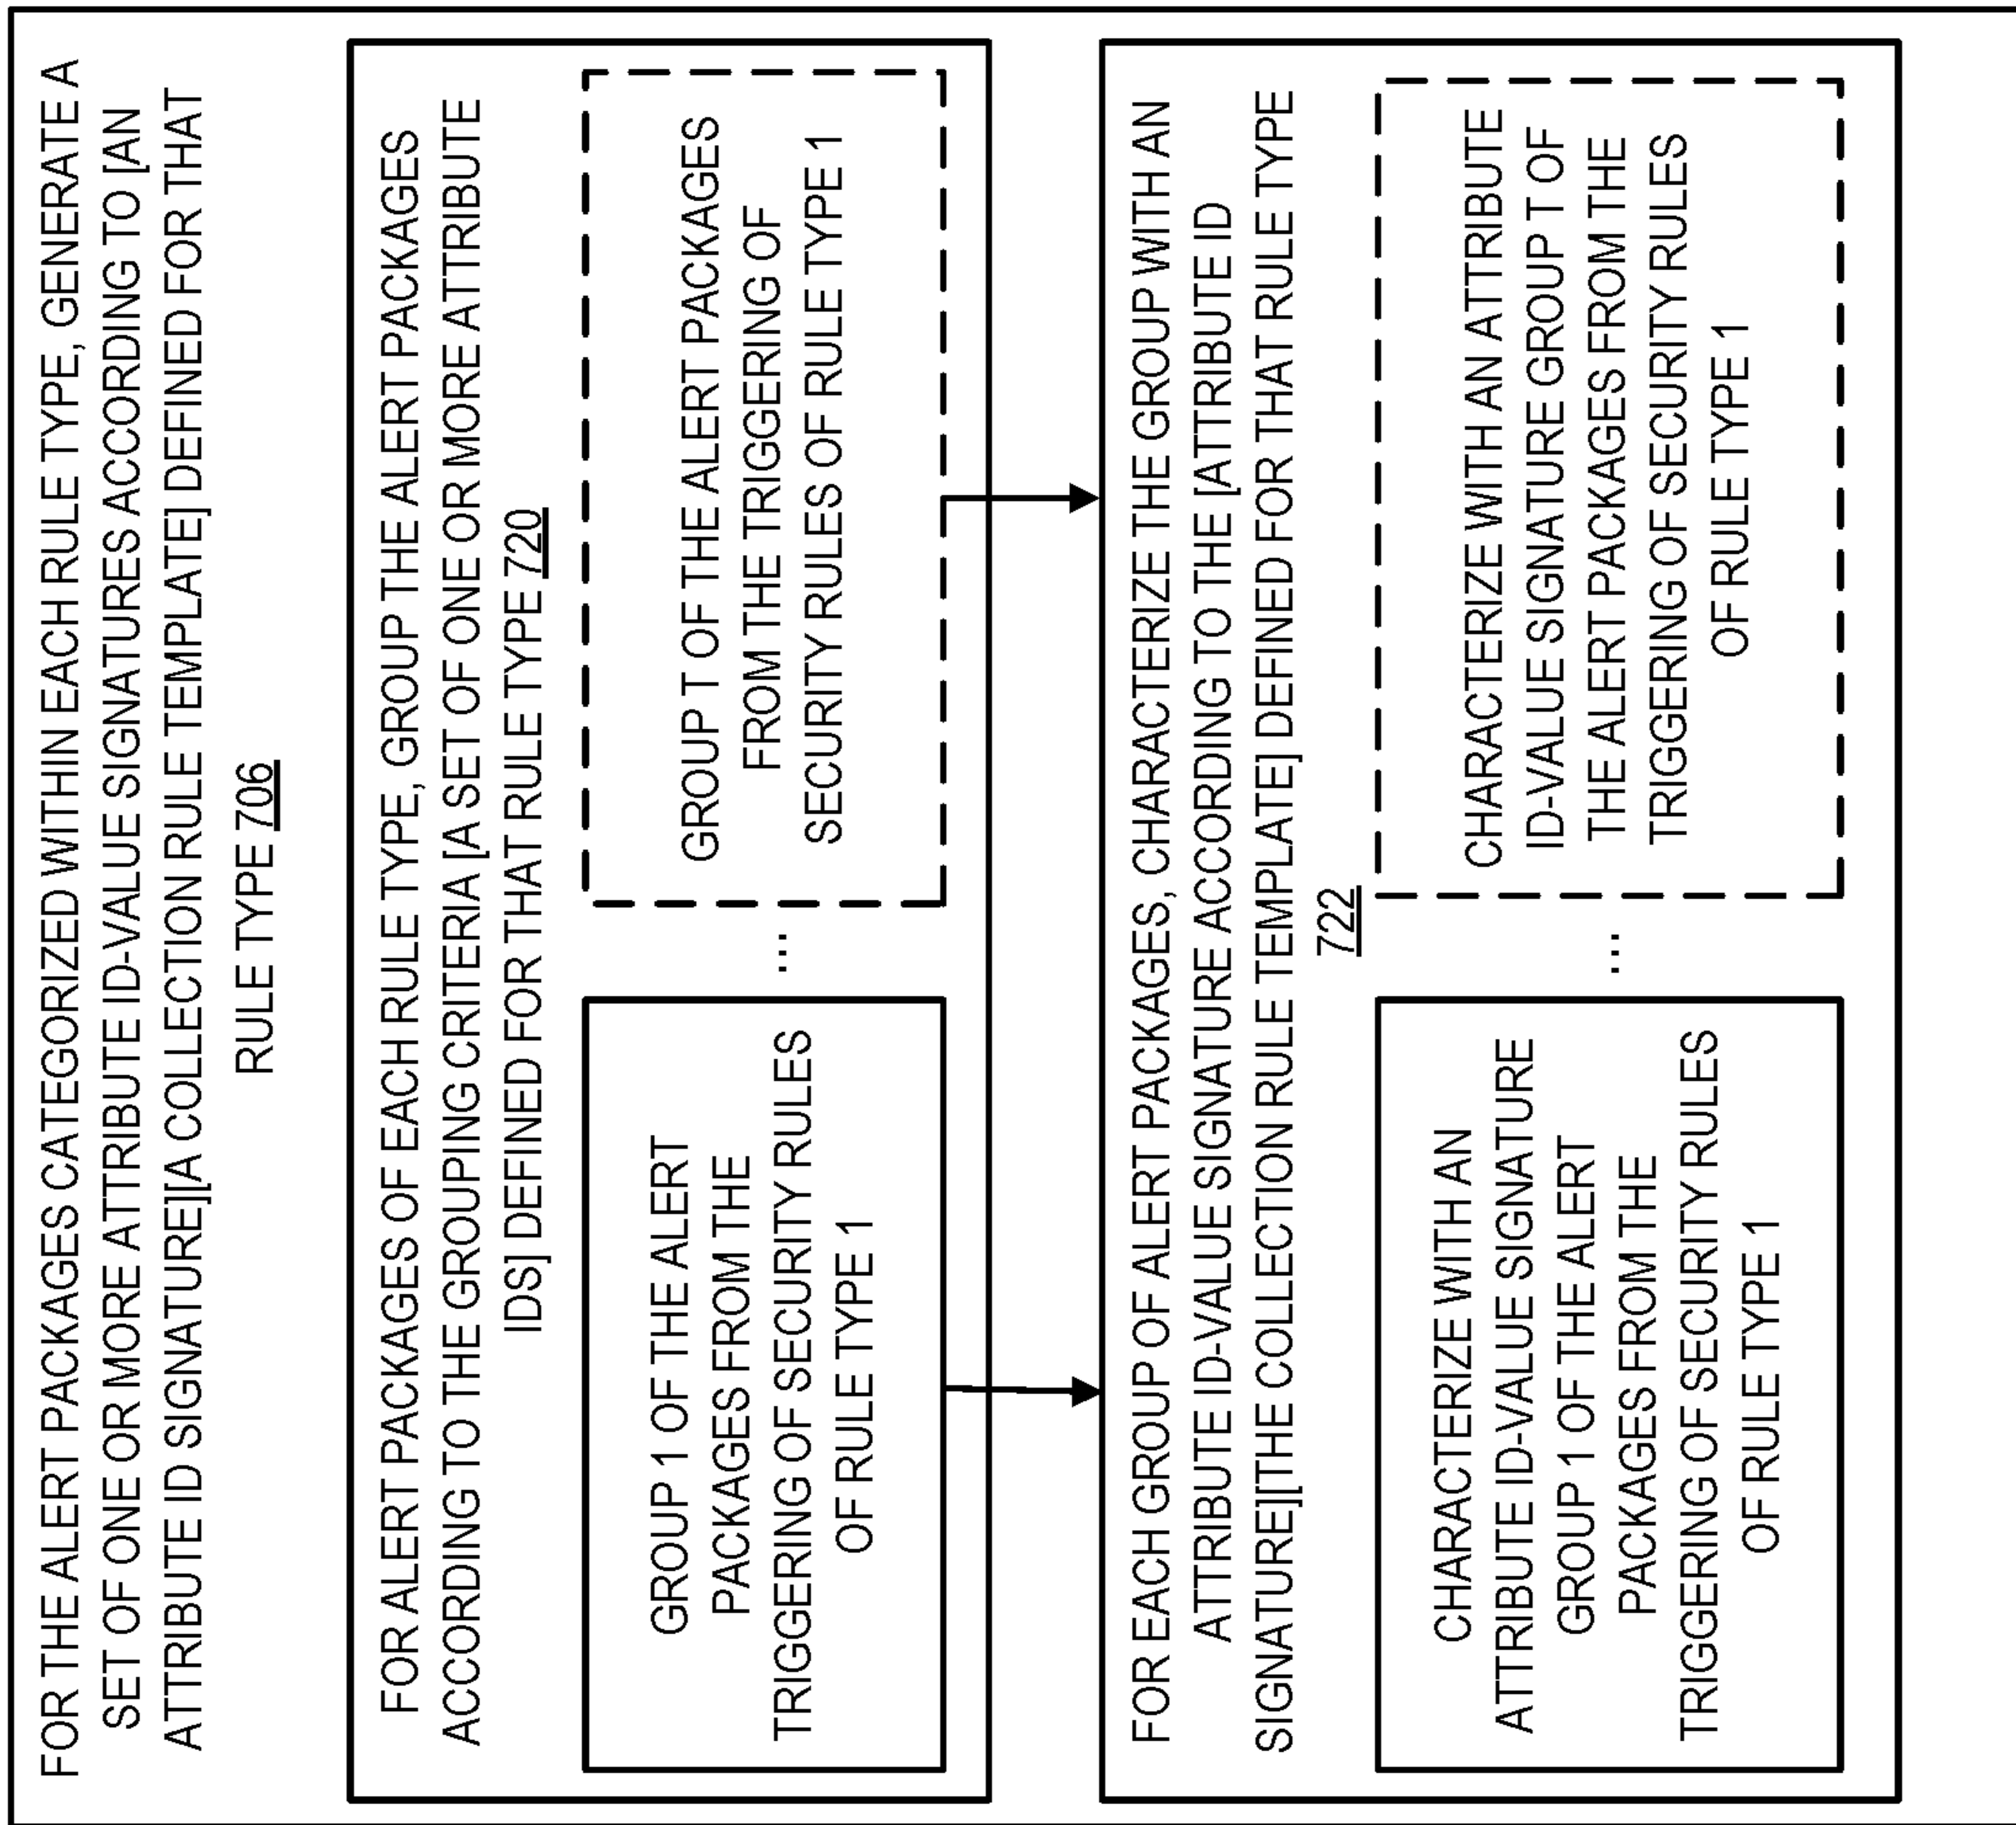 FOR THE ALERT PACKAGES CATEGORIZED WITHIN EACH RULE TYPE, GENERATE A
SET OF ONE OR MORE ATTRIBUTE ID-VALUE SIGNATURES ACCORDING TO [AN
ATTRIBUTE ID SIGNATURE][A COLLECTION RULE TEMPLATE] DEFINED FOR THAT
RULE TYPE 706
FOR ALERT PACKAGES OF EACH RULE TYPE, GROUP THE ALERT PACKAGES
ACCORDING TO THE GROUPING CRITERIA [A SET OF ONE OR MORE ATTRIBUTE
IDS] DEFINED FOR THAT RULE TYPE 720
GROUP 1 OF THE ALERT
PACKAGES FROM THE
TRIGGERING OF SECURITY RULES
OF RULE TYPE 1
...
GROUP T OF THE ALERT PACKAGES
FROM THE TRIGGERING OF
SECURITY RULES OF RULE TYPE 1
FOR EACH GROUP OF ALERT PACKAGES, CHARACTERIZE THE GROUP WITH AN
ATTRIBUTE ID-VALUE SIGNATURE ACCORDING TO THE [ATTRIBUTE ID
SIGNATURE][THE COLLECTION RULE TEMPLATE] DEFINED FOR THAT RULE TYPE
722
CHARACTERIZE WITH AN
ATTRIBUTE ID-VALUE SIGNATURE
GROUP 1 OF THE ALERT
PACKAGES FROM THE
TRIGGERING OF SECURITY RULES
OF RULE TYPE 1
...
CHARACTERIZE WITH AN ATTRIBUTE
ID-VALUE SIGNATURE GROUP T OF
THE ALERT PACKAGES FROM THE
TRIGGERING OF SECURITY RULES
OF RULE TYPE 1